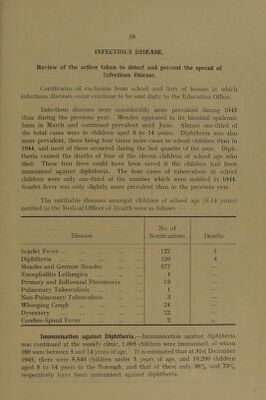 19
INFECTIOUS DISEASE.
Review of the action taken to detect and prevent the spread of
Infectious Disease.
Certificates of exclusion from school and lists of houses in which
infectious diseases occur continue to be sent daily to the Education Office.
Infectious diseases were considerably more prevalent during 1945
than during the previous year. Measles appeared in its biennial epidemic
form in March and continued prevalent until June. Almost one-third of
the total cases were in children aged 5 to 14 years. Diphtheria was also
more prevalent, there being four times more cases in school children than in
1944, and most of these occurred during the last quarter of the year. Diph-
theria caused the deaths of four of the eleven children of school age who
died. These four lives could have been saved if the children had been
immunised against diphtheria. The four cases of tuberculosis in school
children were only one-third of the number which were notified in 1944.
Scarlet fever was only slightly more prevalent than in the previous year.
The notifiable diseases amongst children of school age (5-14 years)
notified to the Medical Officer of Health were as follows :—
Disease No. of Notifications Deaths
Scarlet Fever ... 127 1
Diphtheria ... 120 4
Measles and German Measles ... 327 —
Encephalitis Lethargica ... 1 —
Primary and Influenzal Pneumonia 13 —
Pulmonary Tuberculosis ... 1 —
Non-Pulmonary Tuberculosis ... 3 —
Whooping Cough ... 24 —
Dysentery ... 22 —
Cerebro-Spinal Fever ... 2 —
Immunisation against Diphtheria.—Immunisation against diphtheria
was continued at the weekly clinic. 1,008 children were immunised, of whom
189 were between 5 and 14 years of age. It is estimated that at 31st December
1945, there were 5,540 children under 5 years of age, and 10,200 children
aged 5 to 14 years in the Borough, and that of these only 38% and 73%
respectively have been immunised against diphtheria.